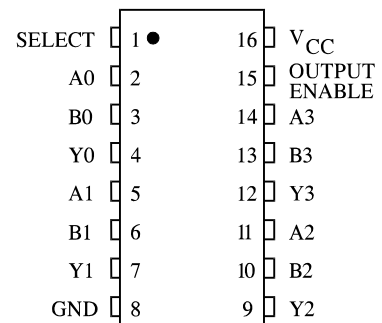 SELECT 1 16 VCC
A0 2 15 OUTPUT ENABLE
B0 3 14 A3
Y0 4 13 B3
A1 5 12 Y3
B1 6 11 A2
Y1 7 10 B2
GND 8 9 Y2